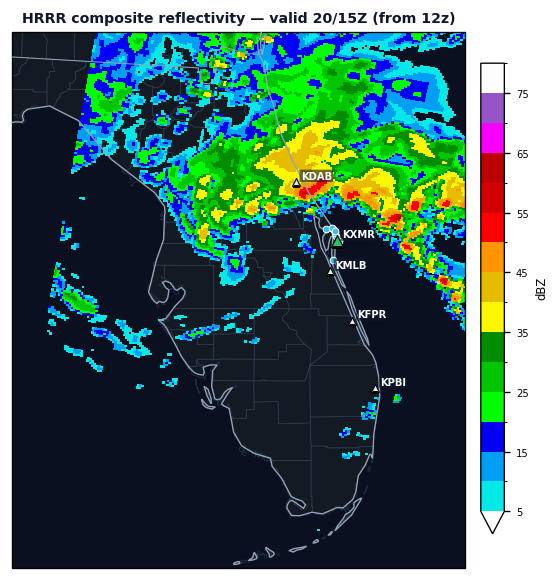 HRRR composite reflectivity — valid 20/15Z (from 12z)
75
65
55
45
35
25
15
5
dBZ
KDAB
KXMR
KMLB
KFPR
KPBI